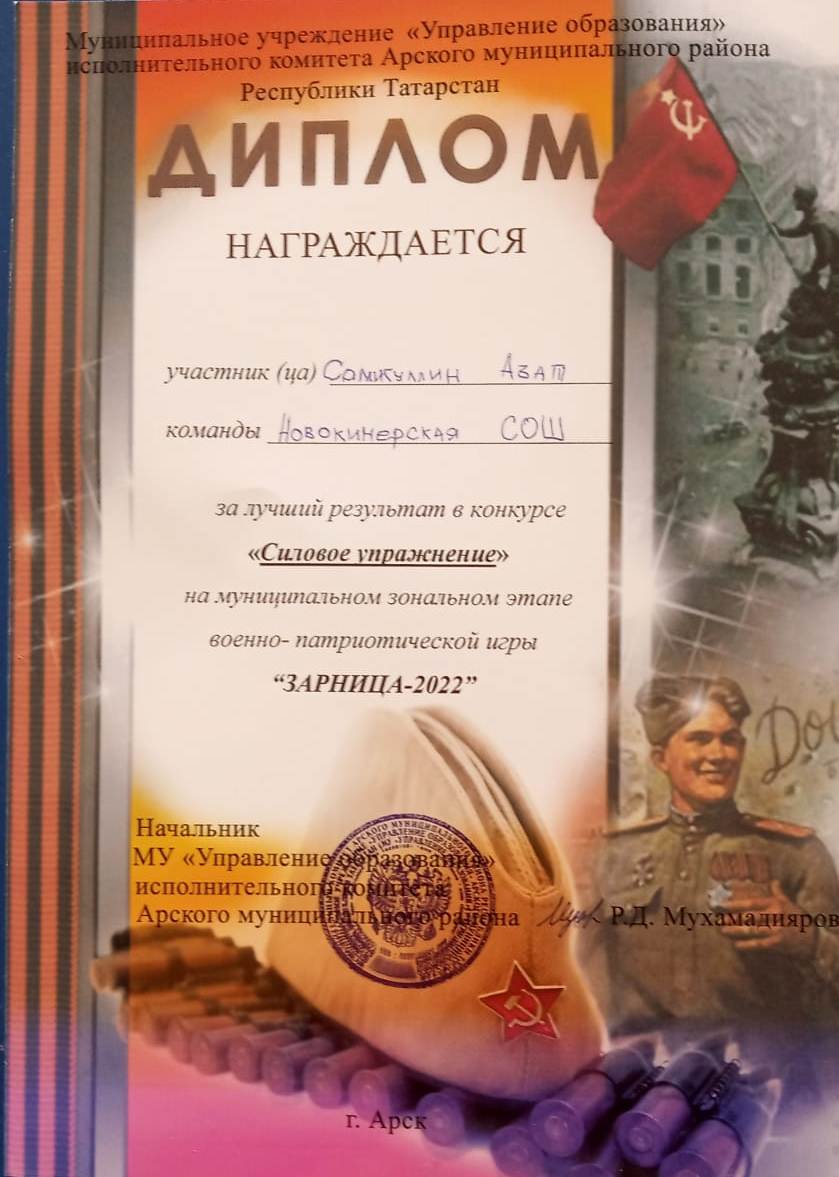 Муниципальное учреждение «Управление образования»
исполнительного комитета Арского муниципального района
Республики Татарстан
ДИПЛОМ
НАГРАЖДАЕТСЯ
участник (ца) Самигуллин Азат
команды Новокинерская СОШ
за лучший результат в конкурсе
«Силовое упражнение»
на муниципальном зональном этапе
военно- патриотической игры
“ЗАРНИЦА-2022”
Начальник
МУ «Управление образования»
исполнительного комитета
Арского муниципального района Р.Д. Мухамадияров
г. Арск